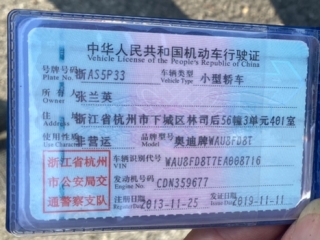 中华人民共和国机动车行驶证
Vehicle License of the People's Republic of China
号牌号码 浙AS5P33 车辆类型 小型轿车
Plate No. Vehicle Type
所有人 张兰英
Owner
住址 浙江省杭州市下城区林司后56幢3单元401室
Address
使用性质 非营运 品牌型号 奥迪牌WAUFD8T
Use Character Model
浙江省杭州市公安局交通警察支队
车辆识别代号 WAUFD8T7EA008716
VIN
发动机号码 CDN359677
Engine No.
注册日期 2013-11-25 发证日期 2019-11-11